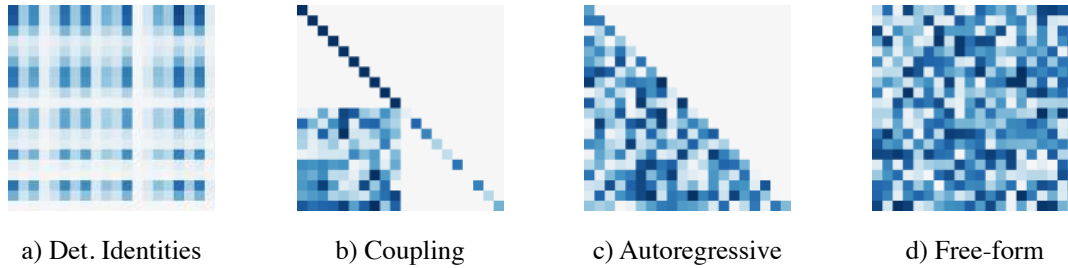 a) Det. Identities b) Coupling c) Autoregressive d) Free-form